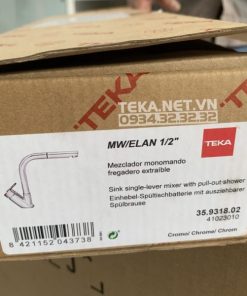 TEKA
TEKA.NET.VN
0934.32.32.32
MW/ELAN 1/2"
TEKA
Mezclador monomando
fregadero extraíble
Sink single-lever mixer with pull-out-shower
Einhebel-Spültischbatterie mit ausziehbarer
Spülbrause
35.9318.02
41023010
8 421152 043738
Cromo/ Chrome/ Chrom